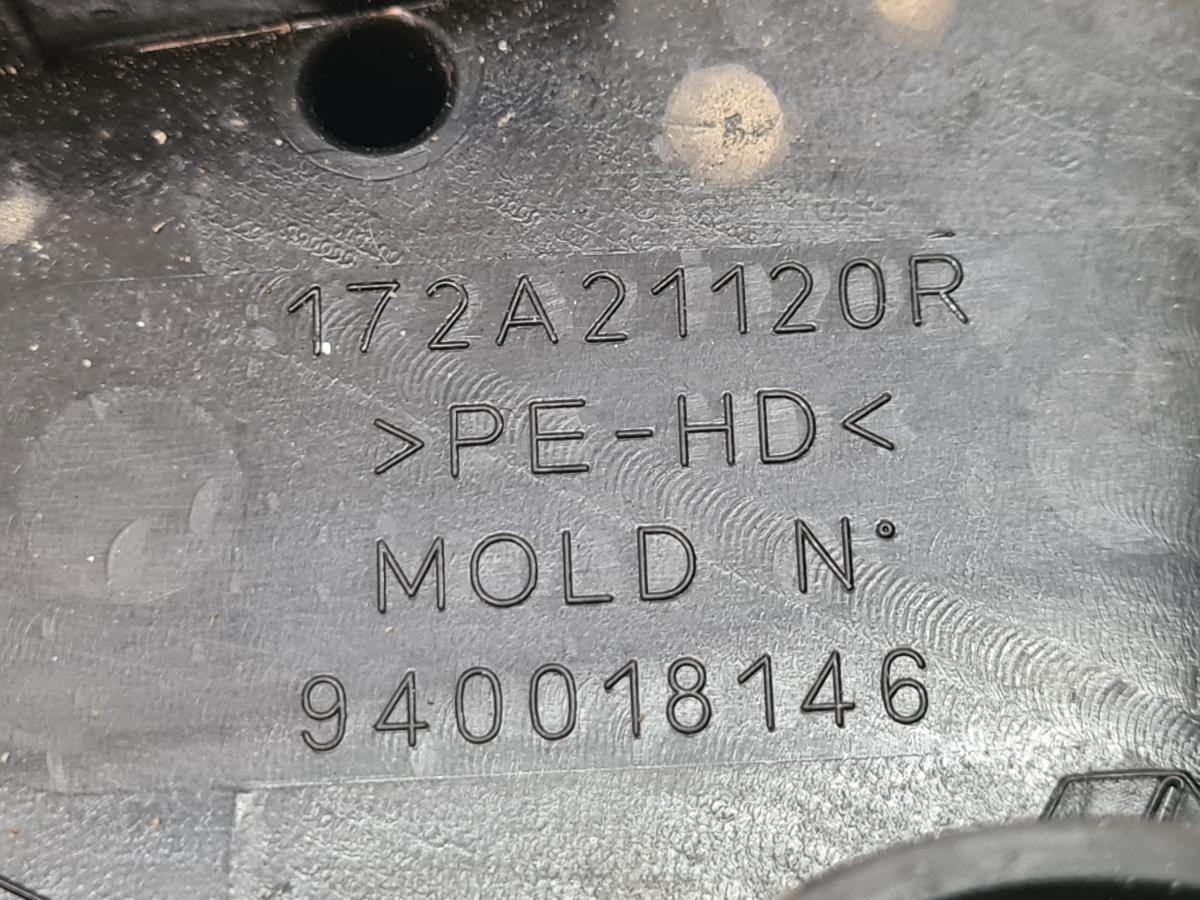 172A21120R
>PE-HD<
MOLD N°
940018146